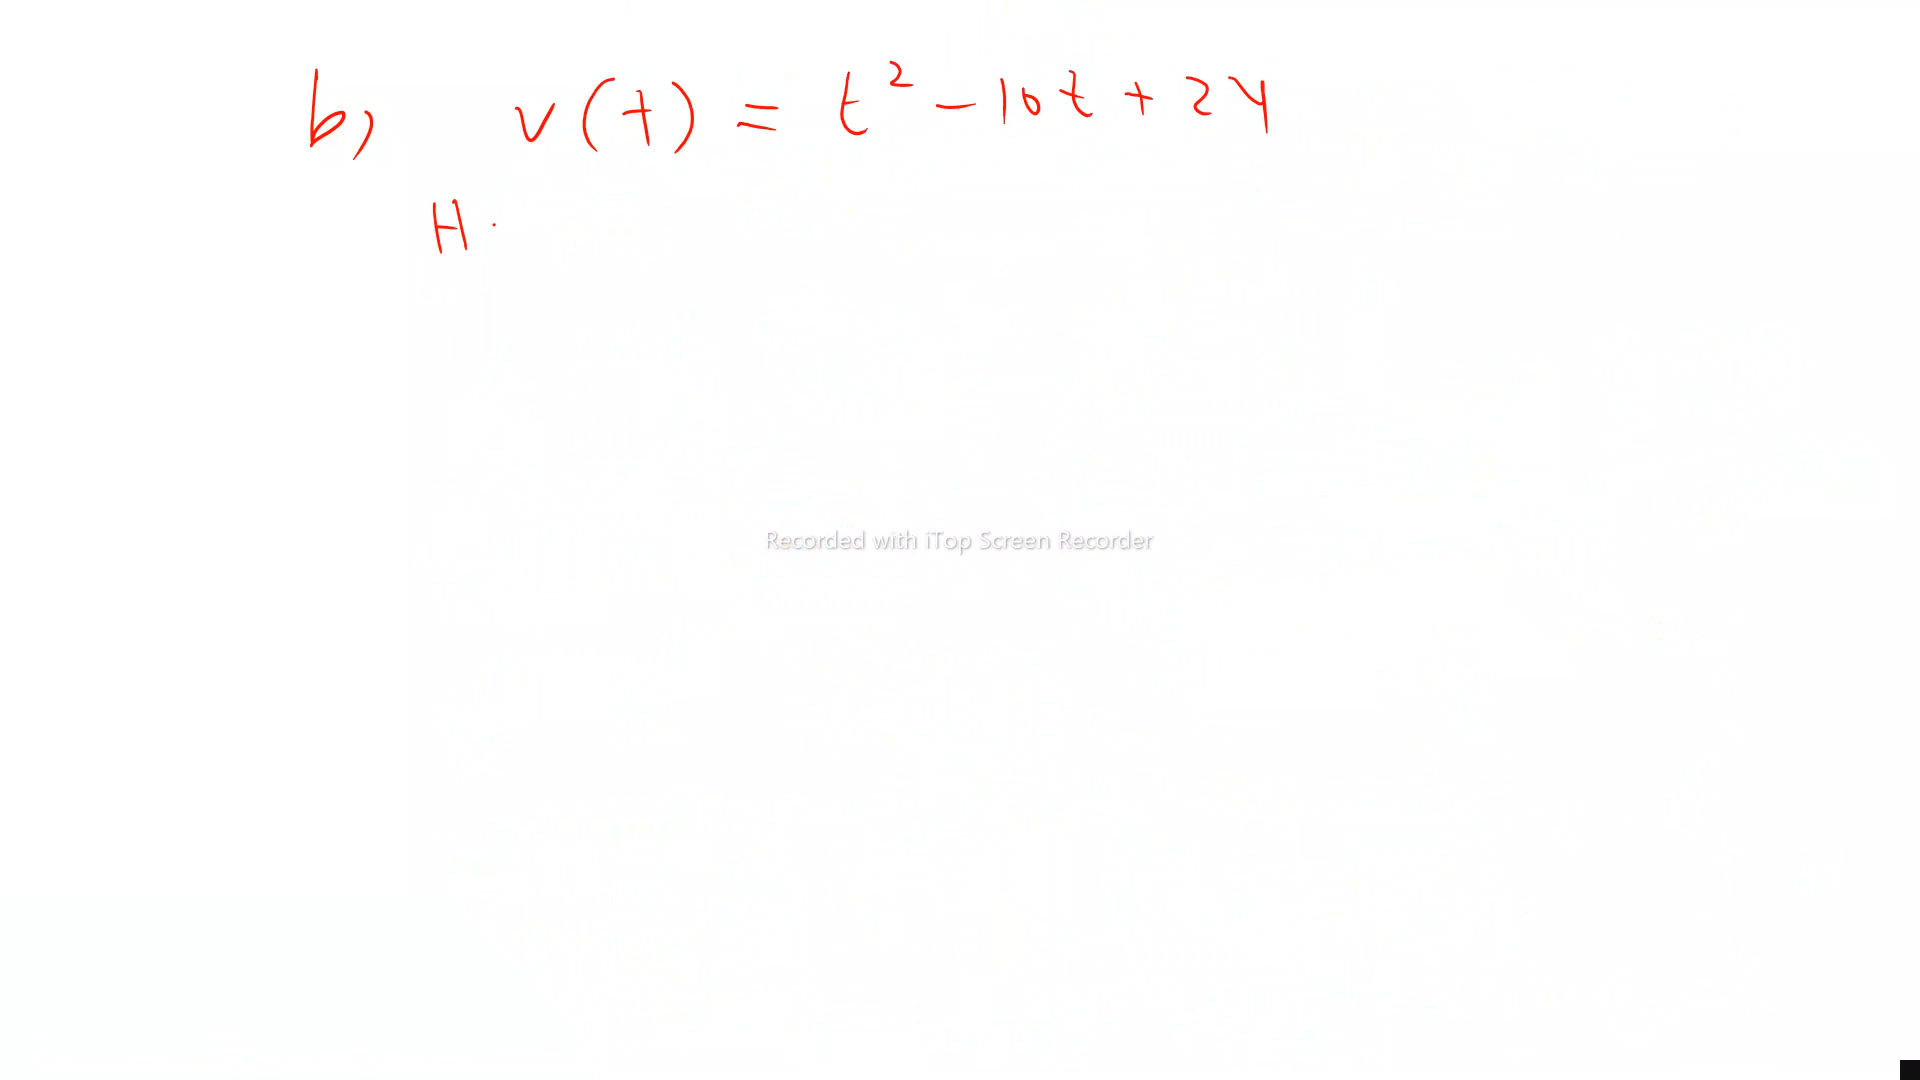 b, v(t) = t² - 10t + 24
H.
Recorded with iTop Screen Recorder